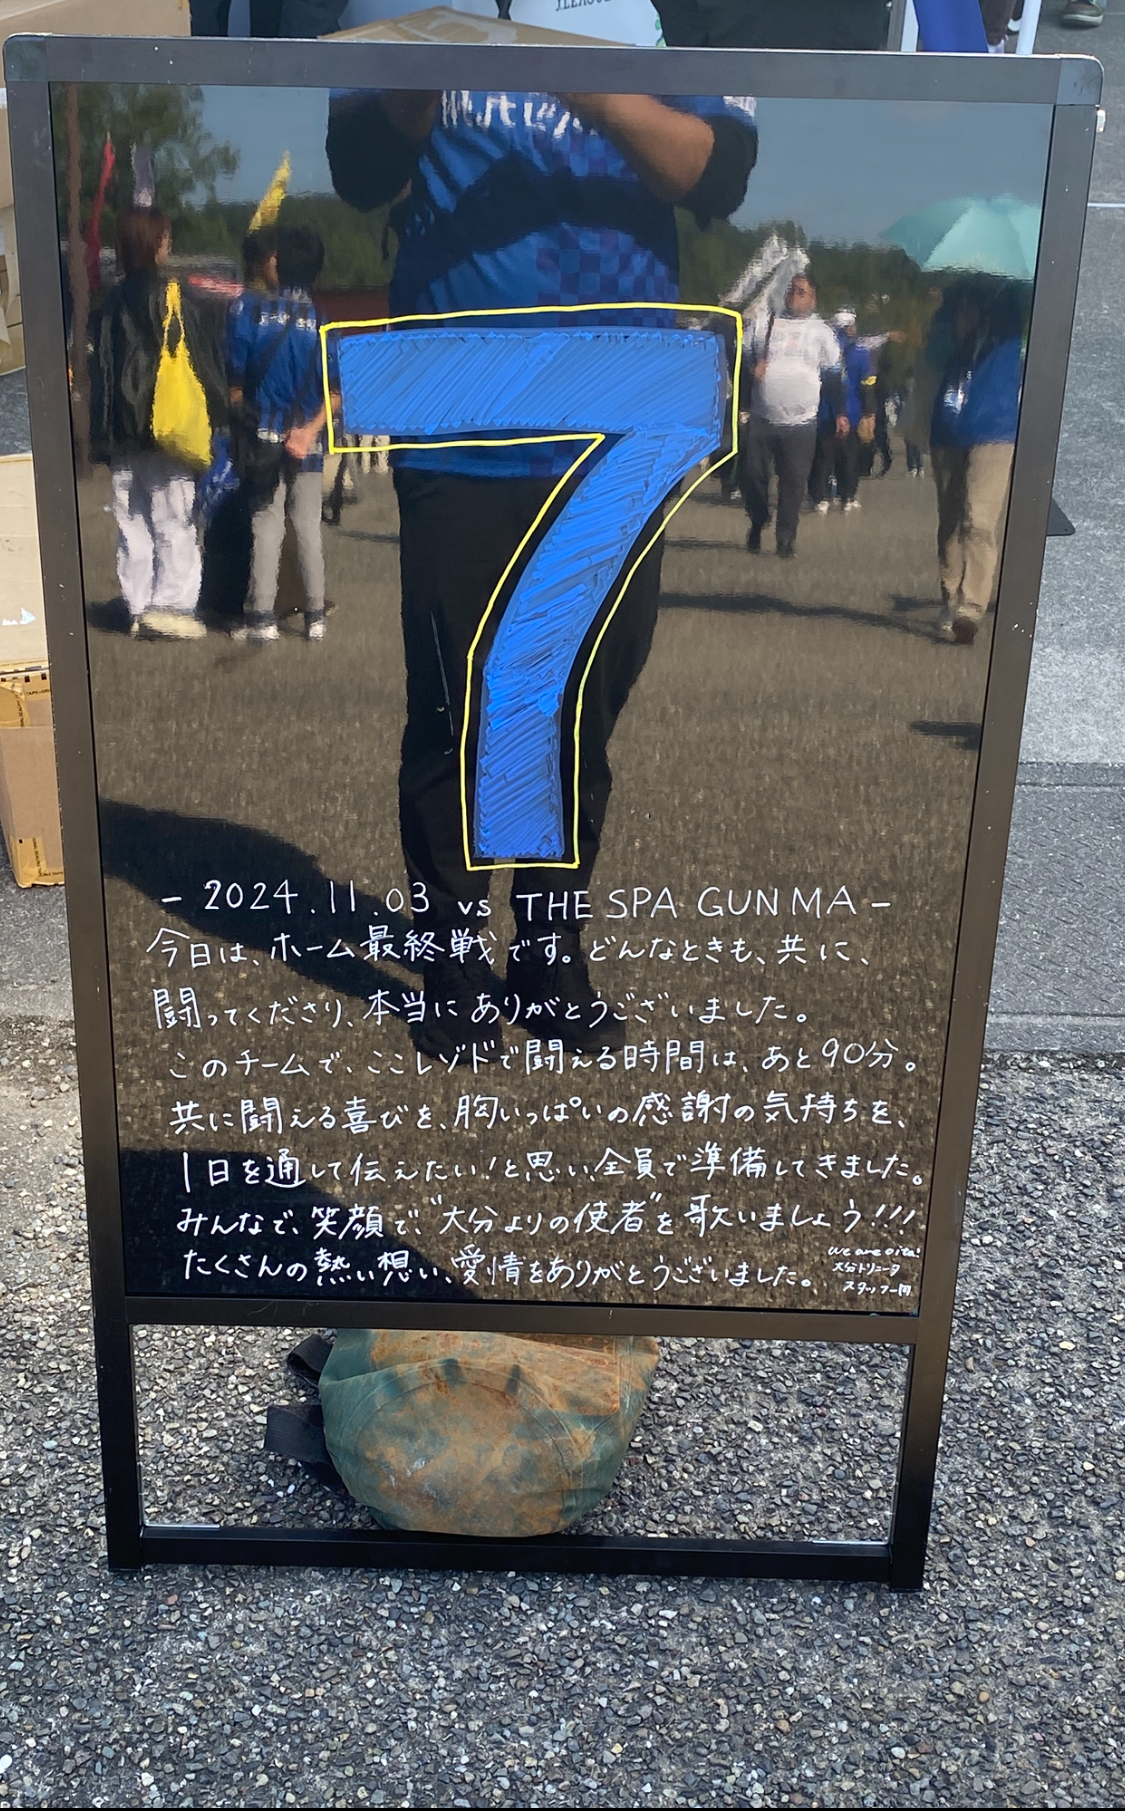 J.LEAGUE
7
- 2024.11.03 vs THE SPA GUNMA -
今日は、ホーム最終戦です。どんなときも、共に、
闘ってくださり、本当にありがとうございました。
このチームで、ここレゾドで闘える時間は、あと90分。
共に闘える喜びを、胸いっぱいの感謝の気持ちを、
1日を通して伝えたい!と思い、全員で準備してきました。
みんなで、笑顔で、"大分よりの使者"を歌いましょう!!!
たくさんの熱い想い、愛情をありがとうございました。
We are oita!
大分トリニータ
スタッフ一同